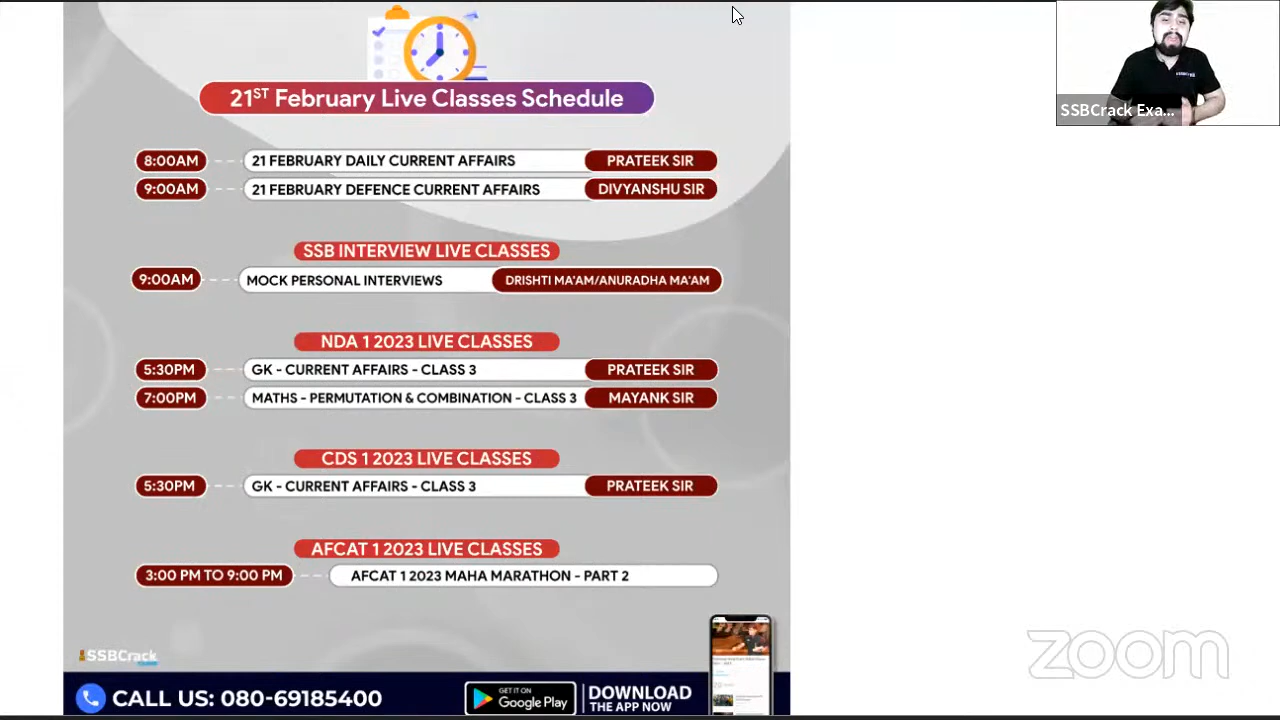 21ST February Live Classes Schedule
8:00AM 21 FEBRUARY DAILY CURRENT AFFAIRS PRATEEK SIR
9:00AM 21 FEBRUARY DEFENCE CURRENT AFFAIRS DIVYANSHU SIR
SSB INTERVIEW LIVE CLASSES
9:00AM MOCK PERSONAL INTERVIEWS DRISHTI MA'AM/ANURADHA MA'AM
NDA 1 2023 LIVE CLASSES
5:30PM GK - CURRENT AFFAIRS - CLASS 3 PRATEEK SIR
7:00PM MATHS - PERMUTATION & COMBINATION - CLASS 3 MAYANK SIR
CDS 1 2023 LIVE CLASSES
5:30PM GK - CURRENT AFFAIRS - CLASS 3 PRATEEK SIR
AFCAT 1 2023 LIVE CLASSES
3:00 PM TO 9:00 PM AFCAT 1 2023 MAHA MARATHON - PART 2
SSBCrack
CALL US: 080-69185400
GET IT ON
Google Play
DOWNLOAD
THE APP NOW
SSBCrack Exa...
zoom